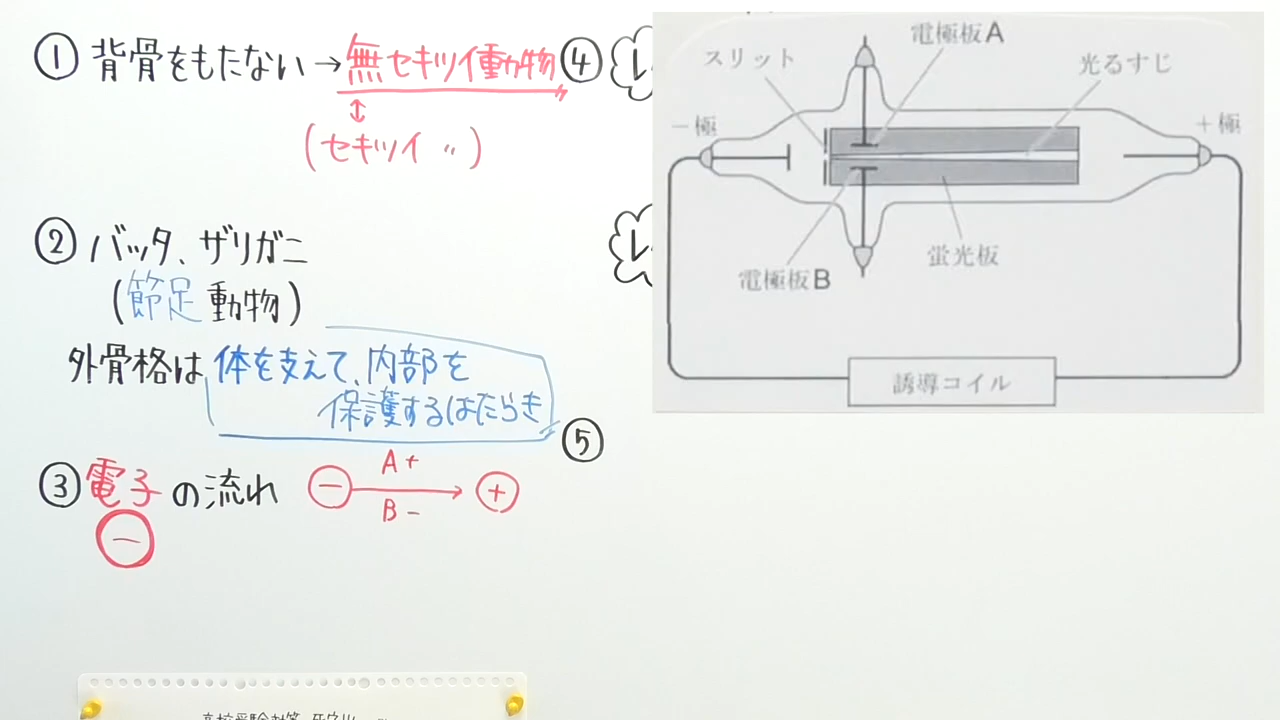 ① 背骨をもたない→無セキツイ動物
↕
(セキツイ 〃)
② バッタ、ザリガニ
(節足動物)
外骨格は体を支えて、内部を
保護するはたらき
③ 電子の流れ ⊖ → ⊕
A+
B-
⊖
④
⑤
電極板A
スリット
光るすじ
-極
+極
電極板B
蛍光板
誘導コイル